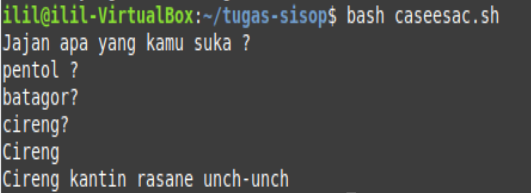 ilil@ilil-VirtualBox:~/tugas-sisop$ bash caseesac.sh
Jajan apa yang kamu suka ?
pentol ?
batagor?
cireng?
Cireng
Cireng kantin rasane unch-unch